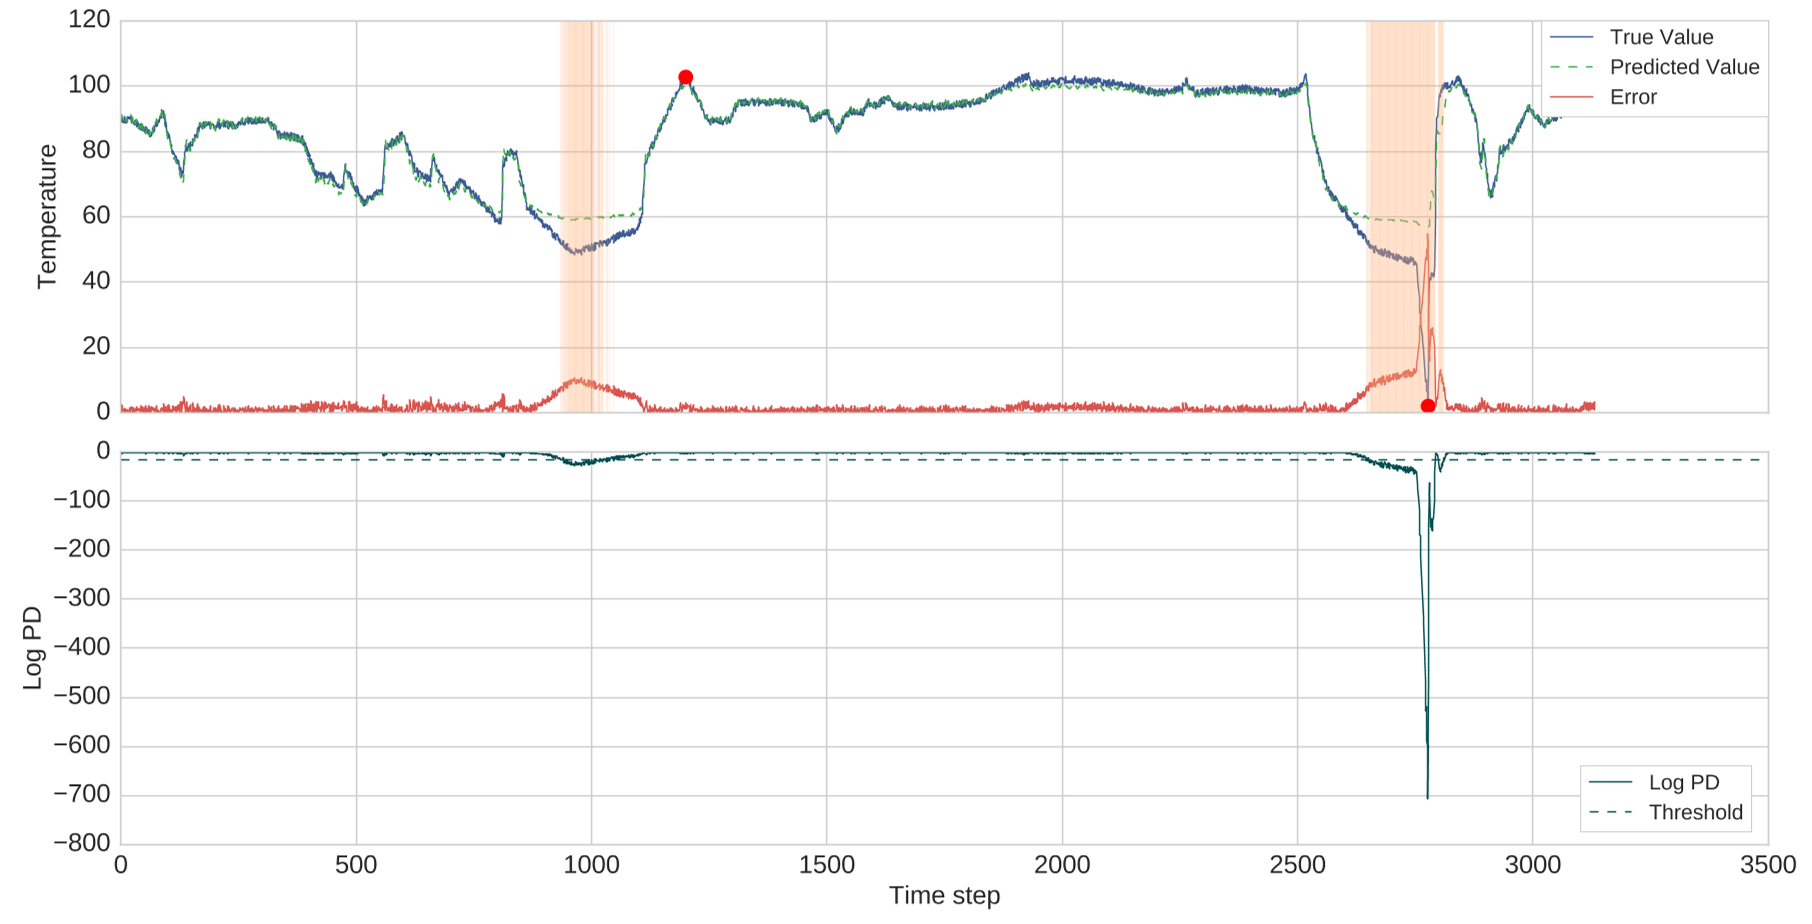 120
100
80
60
40
20
0
Temperature
True Value
Predicted Value
Error
0
−100
−200
−300
−400
−500
−600
−700
−800
Log PD
Log PD
Threshold
0 500 1000 1500 2000 2500 3000 3500
Time step